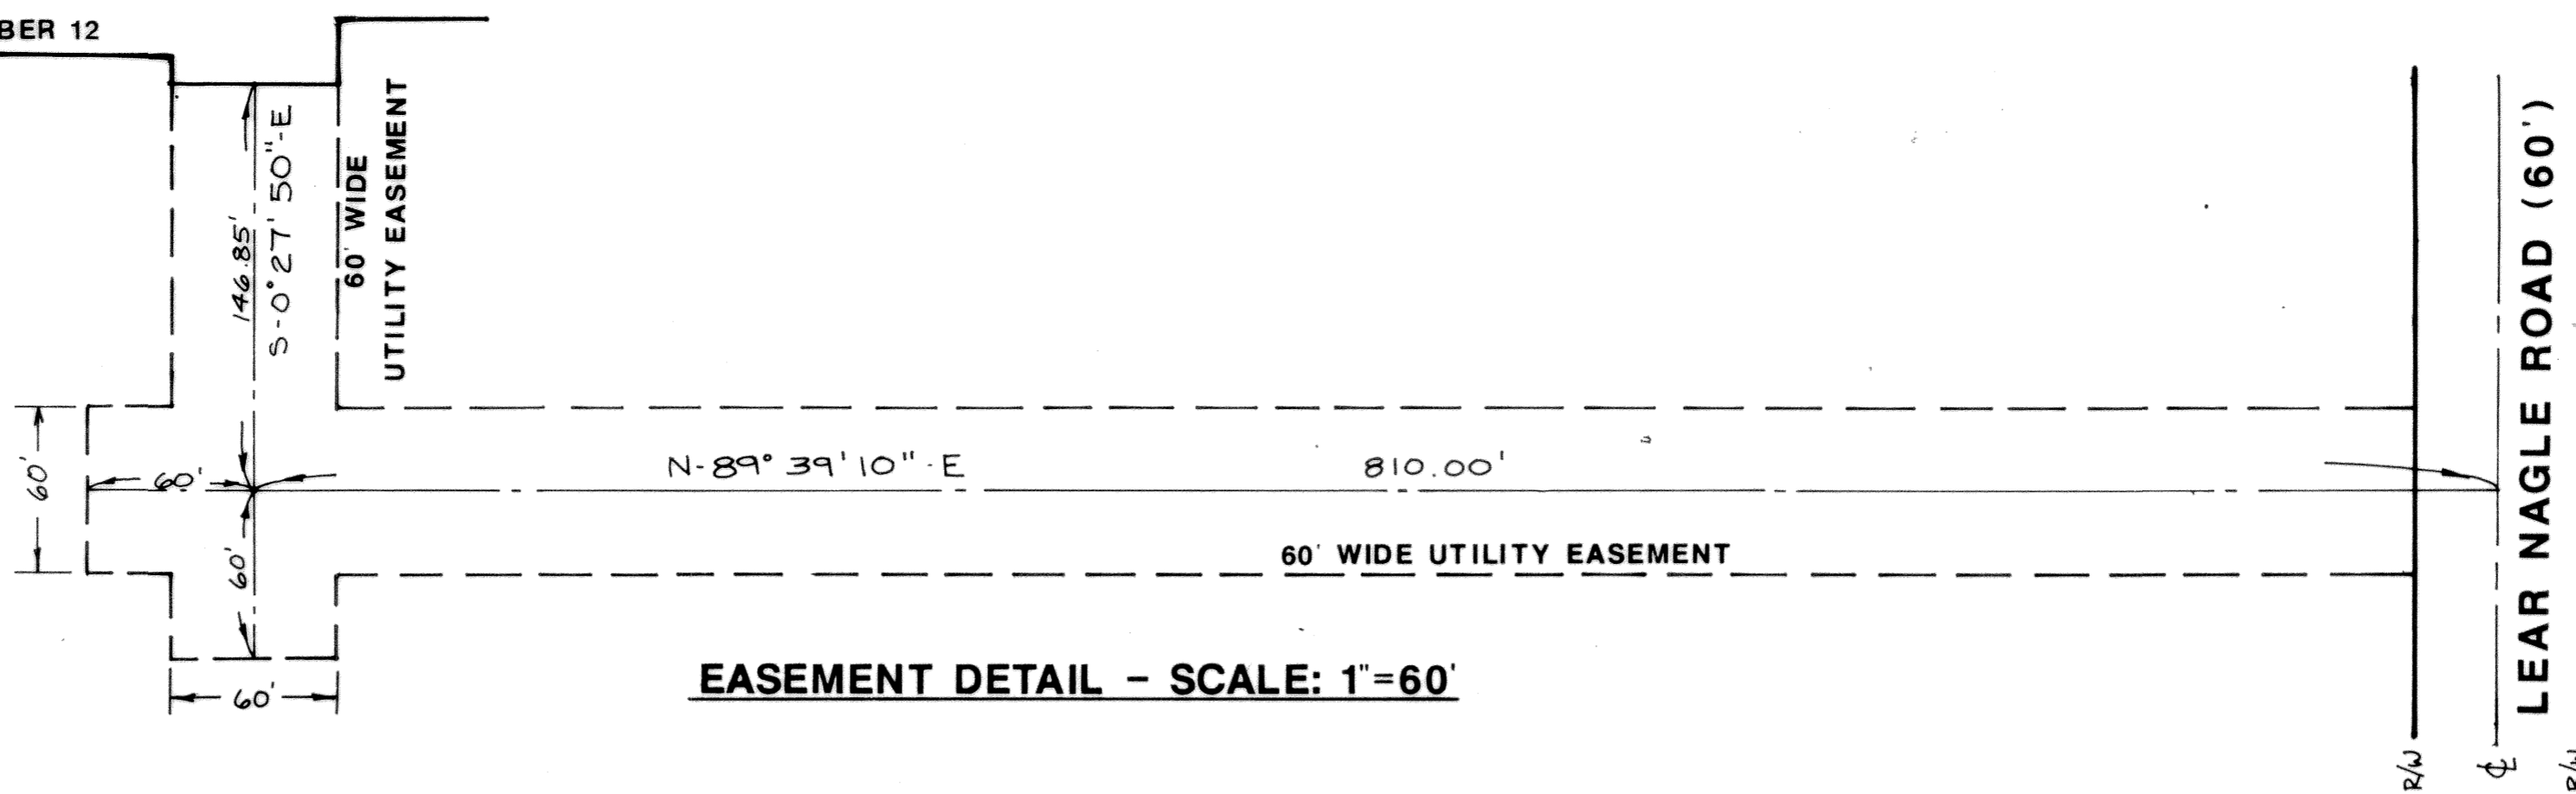 BER 12
146.85'
S-0°27'50"-E
60' WIDE
UTILITY EASEMENT
60'
60'
N-89°39'10"-E
810.00'
60'
60' WIDE UTILITY EASEMENT
60'
EASEMENT DETAIL - SCALE: 1"=60'
LEAR NAGLE ROAD (60')
R/W
℄
R/W